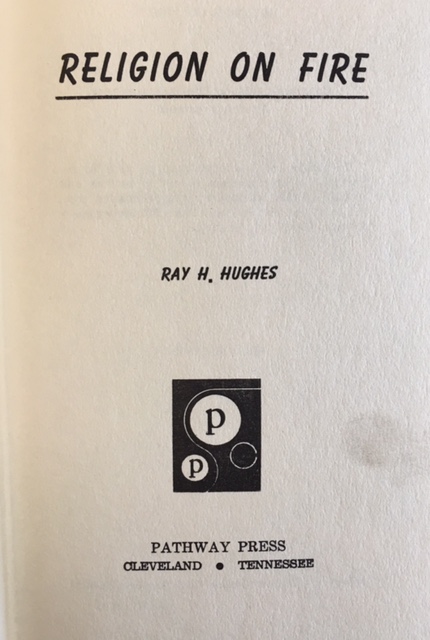 RELIGION ON FIRE
RAY H. HUGHES
p
p
PATHWAY PRESS
CLEVELAND ● TENNESSEE